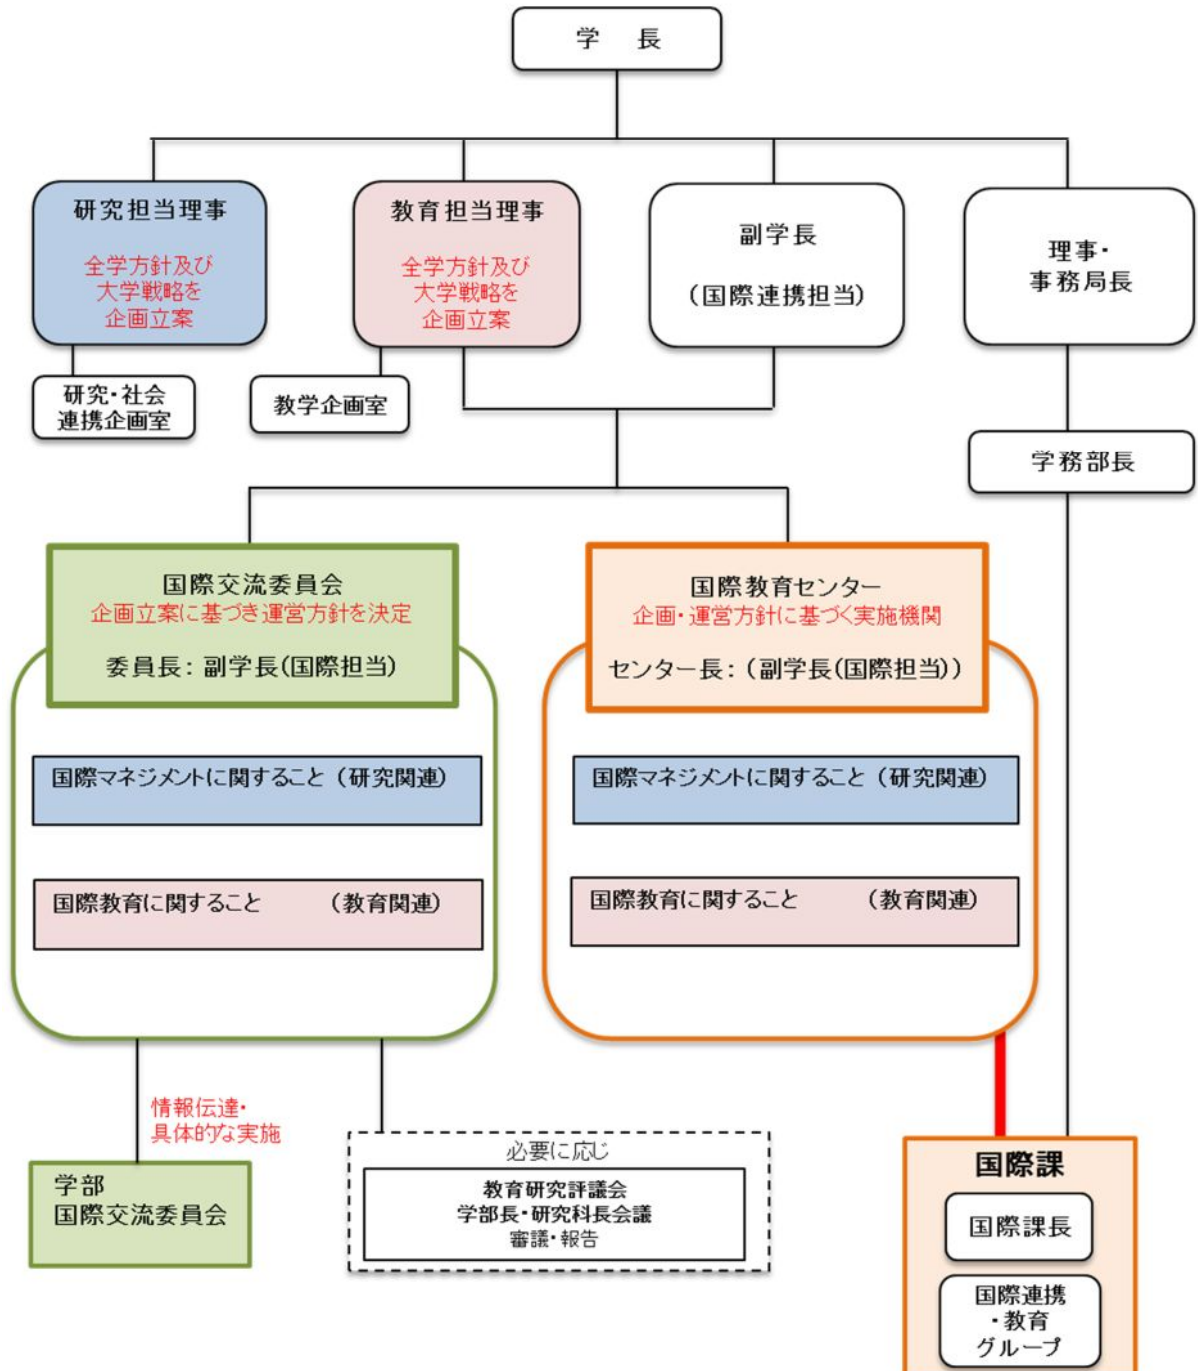 学　長
研究担当理事
全学方針及び
大学戦略を
企画立案
教育担当理事
全学方針及び
大学戦略を
企画立案
副学長
（国際連携担当）
理事・
事務局長
研究・社会
連携企画室
教学企画室
学務部長
国際交流委員会
企画立案に基づき運営方針を決定
委員長：副学長(国際担当)
国際教育センター
企画・運営方針に基づく実施機関
センター長：（副学長(国際担当)）
国際マネジメントに関すること（研究関連）
国際教育に関すること　　　（教育関連）
国際マネジメントに関すること（研究関連）
国際教育に関すること　　　（教育関連）
情報伝達・
具体的な実施
学部
国際交流委員会
必要に応じ
教育研究評議会
学部長・研究科長会議
審議・報告
国際課
国際課長
国際連携
・教育
グループ